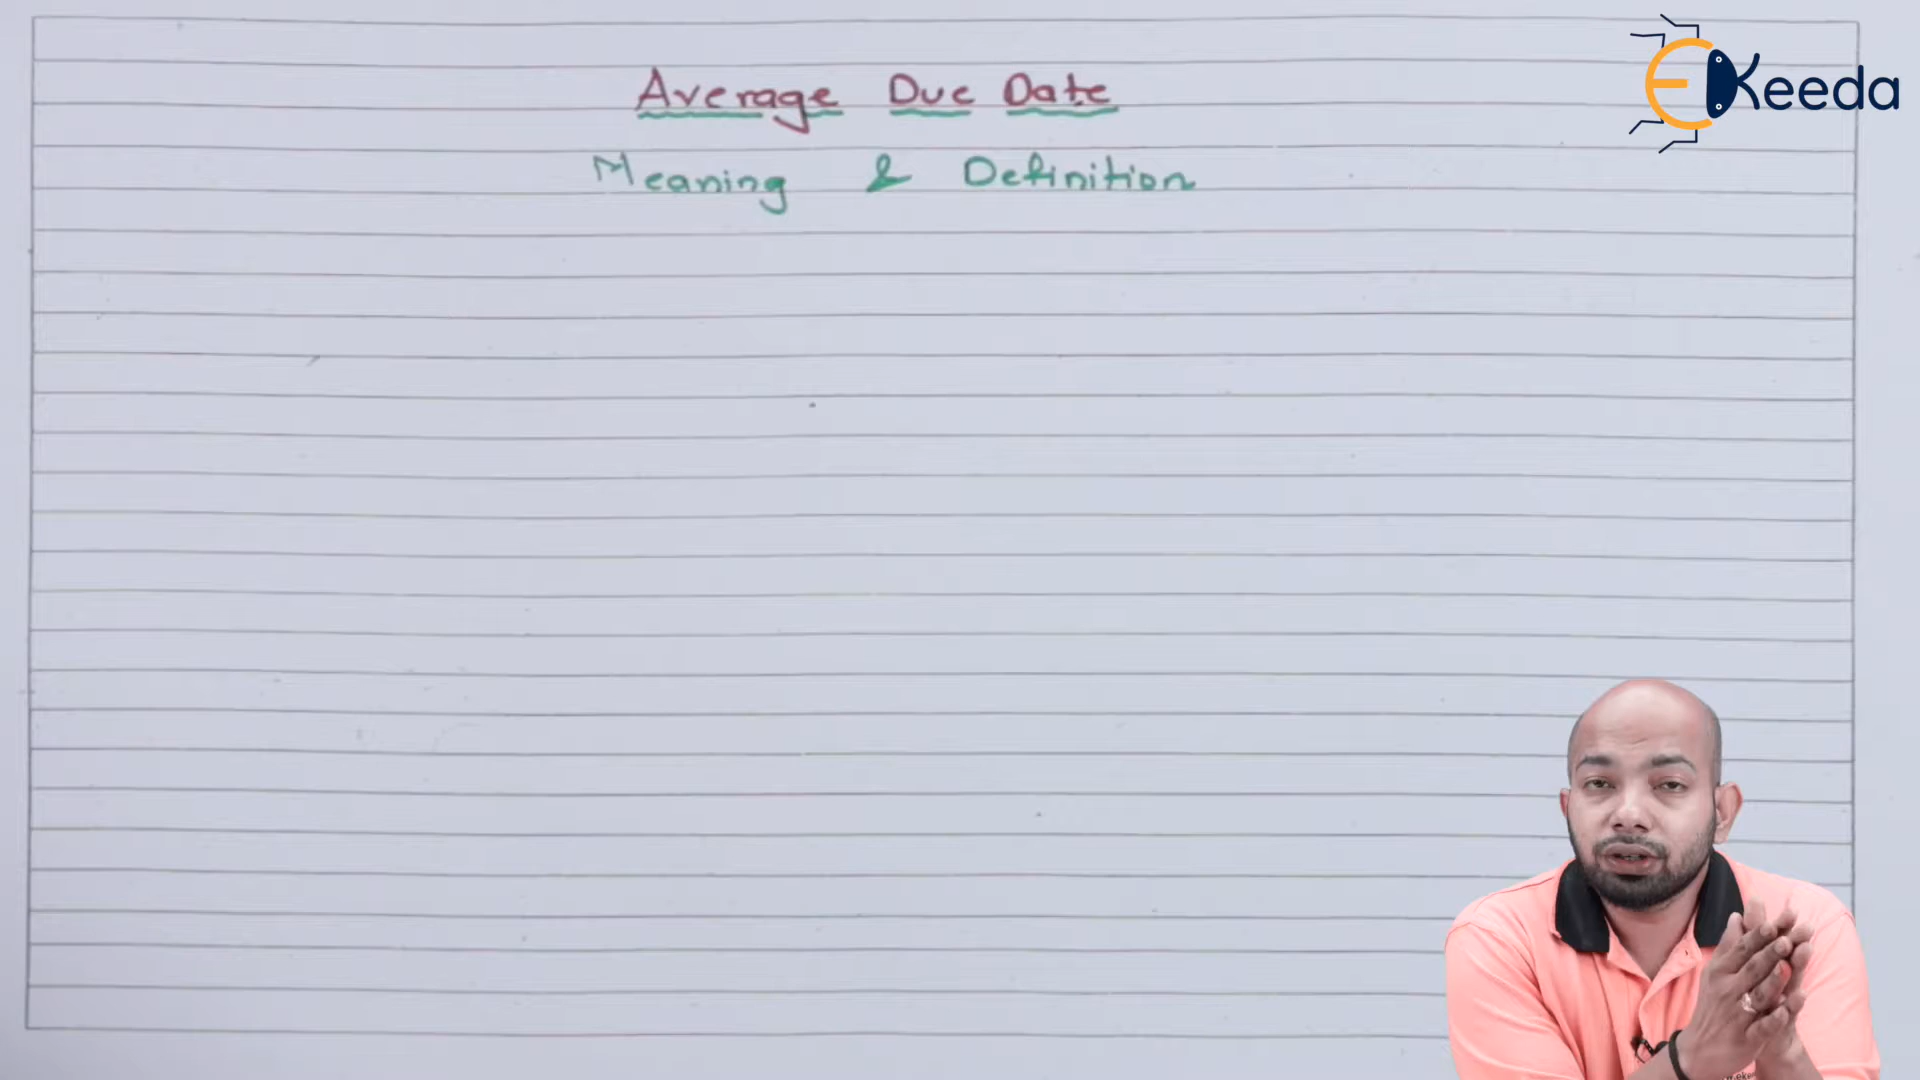 Average Due Date
EKeeda
Meaning & Definition